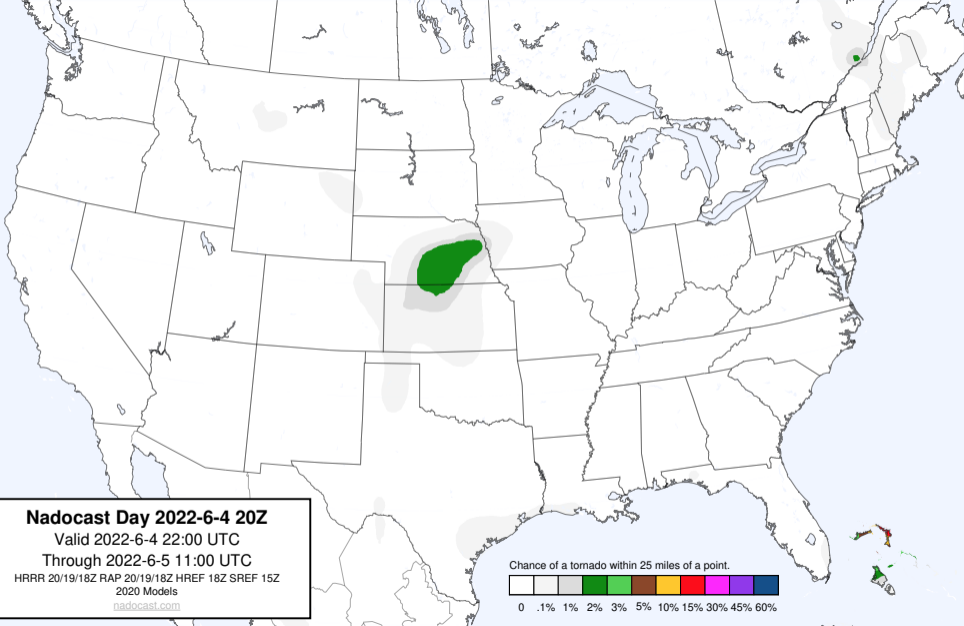 Nadocast Day 2022-6-4 20Z
Valid 2022-6-4 22:00 UTC
Through 2022-6-5 11:00 UTC
HRRR 20/19/18Z RAP 20/19/18Z HREF 18Z SREF 15Z
2020 Models
nadocast.com
Chance of a tornado within 25 miles of a point.
0 .1% 1% 2% 3% 5% 10% 15% 30% 45% 60%